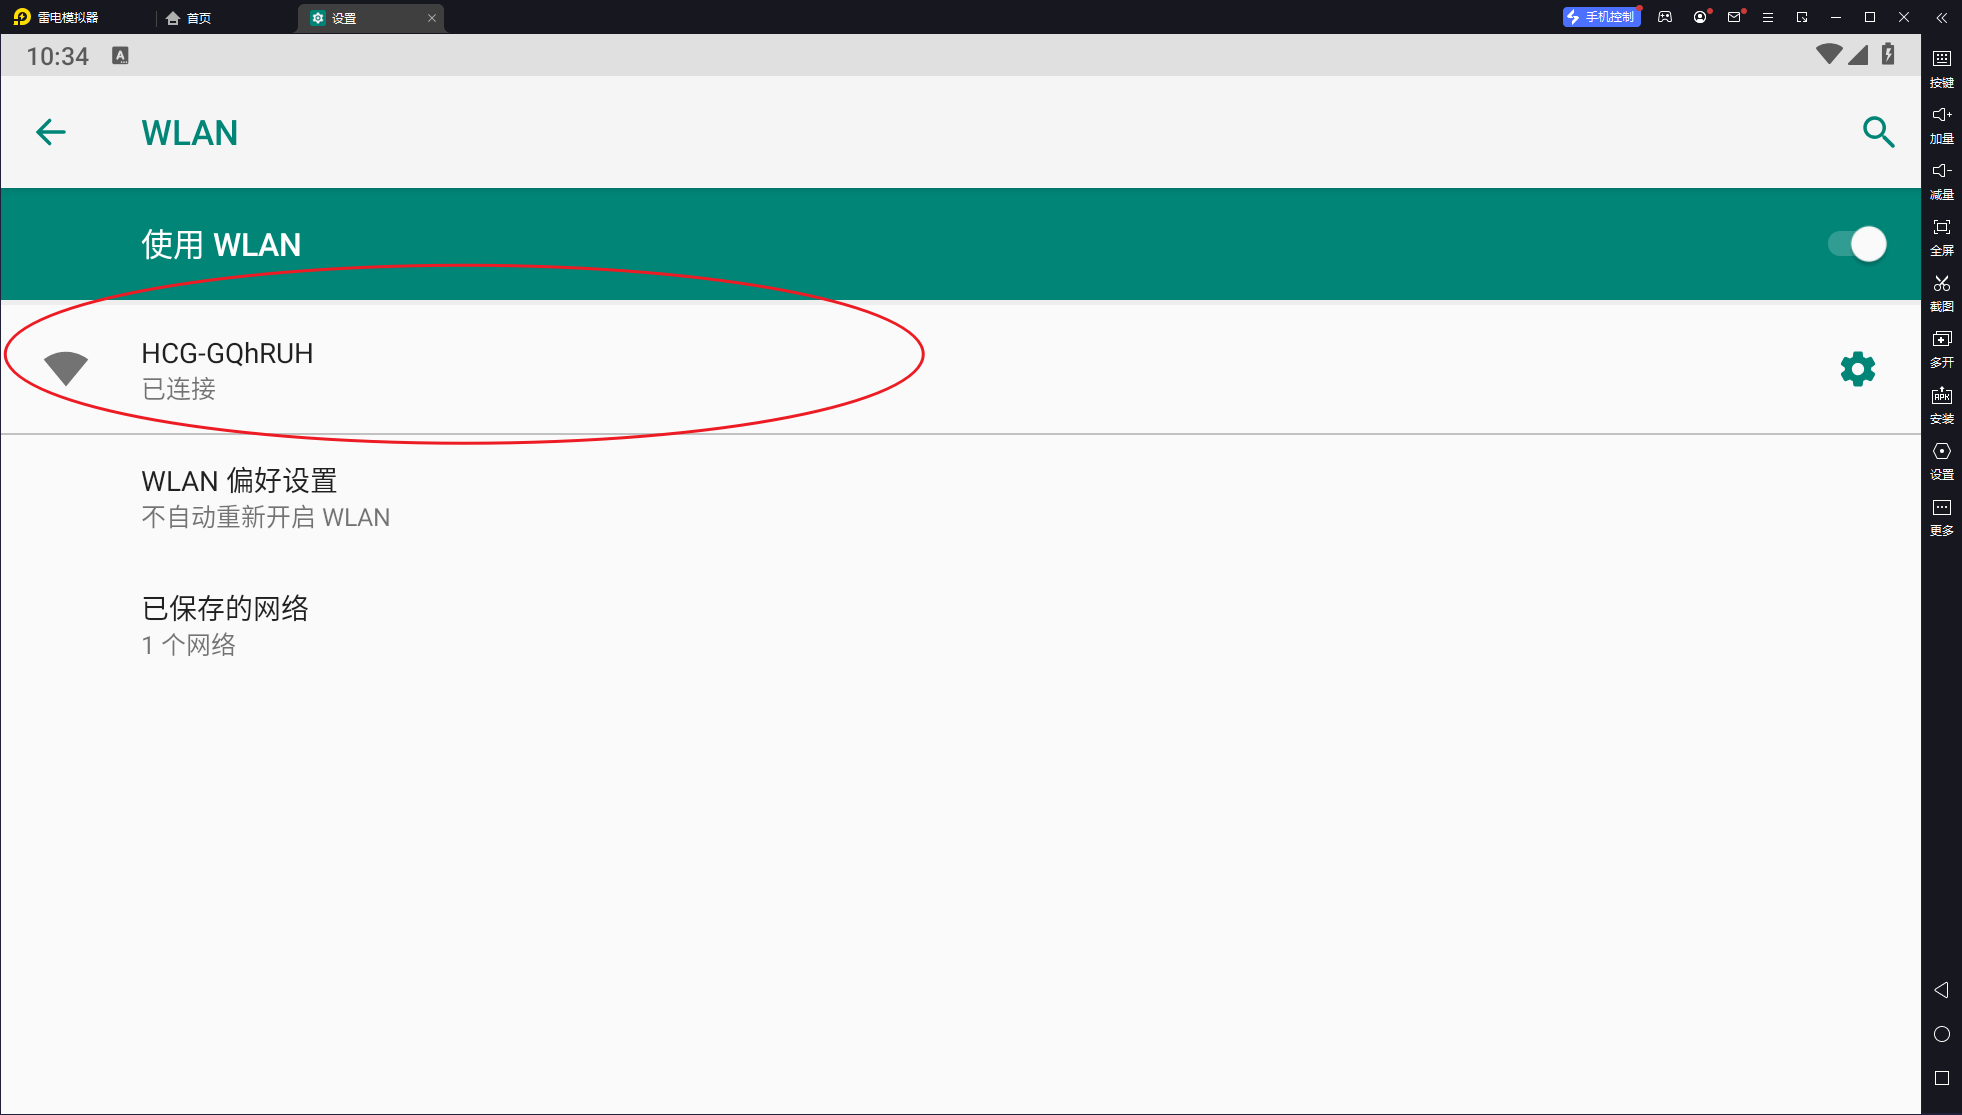 雷电模拟器
首页
设置
手机控制
10:34
A
WLAN
使用 WLAN
HCG-GQhRUH
已连接
WLAN 偏好设置
不自动重新开启 WLAN
已保存的网络
1 个网络
按键
加量
减量
全屏
截图
多开
APK
安装
设置
更多